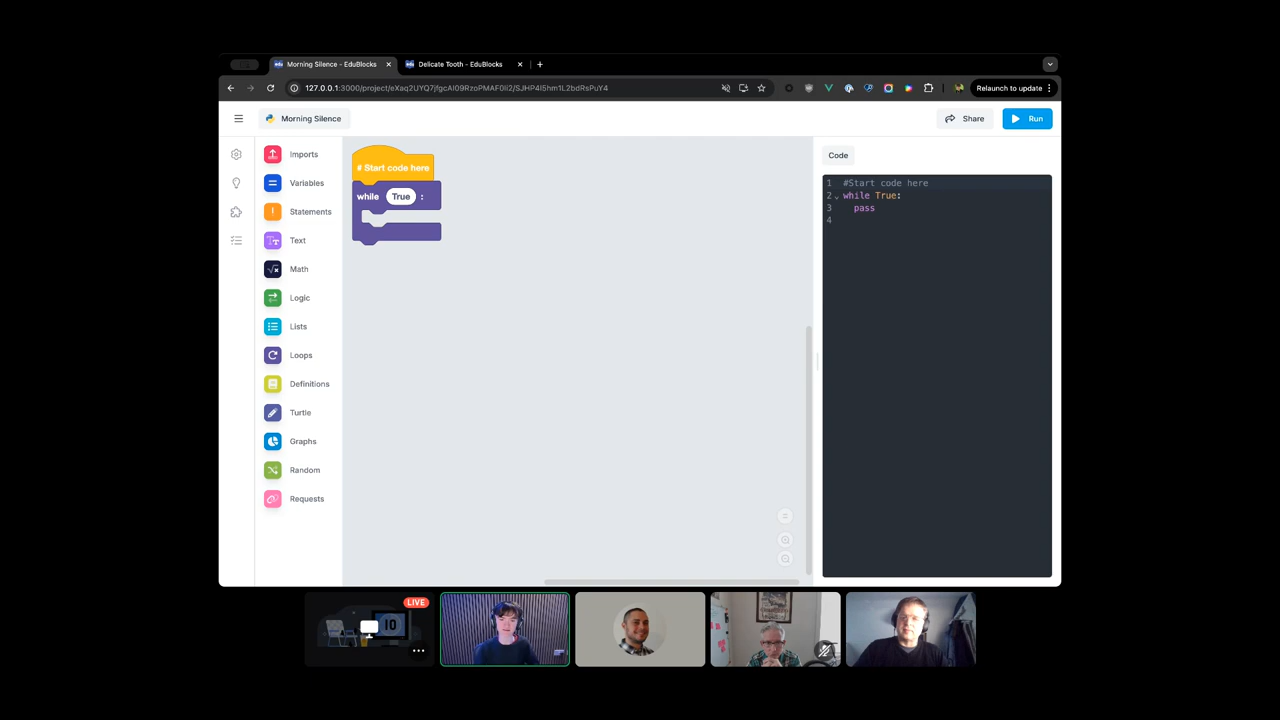 Morning Silence - EduBlocks
Delicate Tooth - EduBlocks
127.0.0.1:3000/project/eXaq2UYQ7jfgcAI09RzoPMAF0Ii2/SJHP4l5hm1L2bdRsPuY4
Relaunch to update
Morning Silence
Share
Run
Imports
Variables
Statements
Text
Math
Logic
Lists
Loops
Definitions
Turtle
Graphs
Random
Requests
# Start code here
while True :
Code
1 #Start code here
2 while True:
3 pass
4
LIVE
10